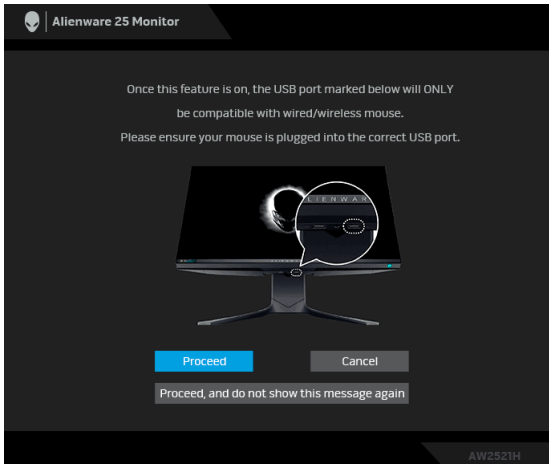 Alienware 25 Monitor
Once this feature is on, the USB port marked below will ONLY
be compatible with wired/wireless mouse.
Please ensure your mouse is plugged into the correct USB port.
LIENWAR
Proceed
Cancel
Proceed, and do not show this message again
AW2521H